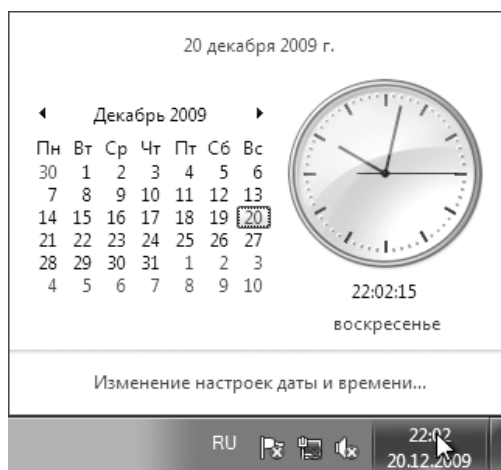 20 декабря 2009 г.
Декабрь 2009
Пн Вт Ср Чт Пт Сб Вс
30 1 2 3 4 5 6
7 8 9 10 11 12 13
14 15 16 17 18 19 20
21 22 23 24 25 26 27
28 29 30 31 1 2 3
4 5 6 7 8 9 10
22:02:15
воскресенье
Изменение настроек даты и времени...
RU
22:02
20.12.2009